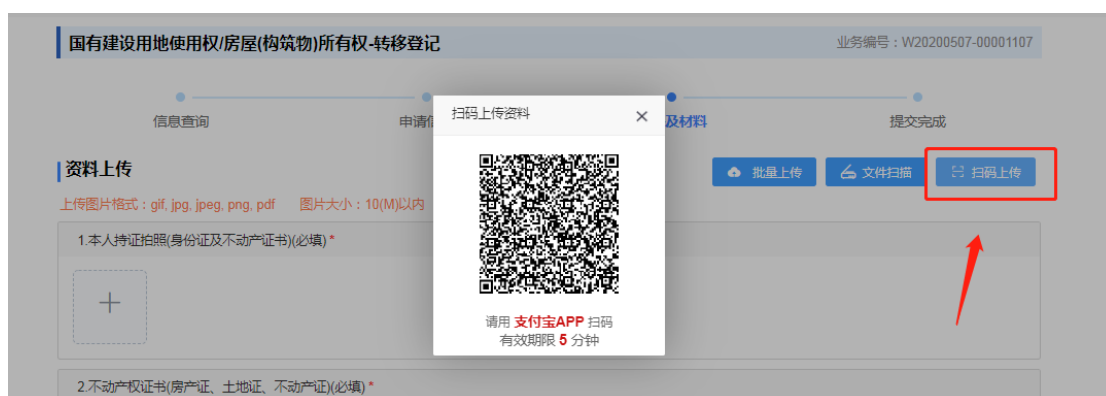 国有建设用地使用权/房屋(构筑物)所有权-转移登记
业务编号：W20200507-00001107
信息查询
申请信
及材料
提交完成
扫码上传资料
资料上传
批量上传
文件扫描
扫码上传
上传图片格式：gif, jpg, jpeg, png, pdf 图片大小：10(M)以内
1.本人持证拍照(身份证及不动产证书)(必填)*
请用 支付宝APP 扫码
有效期限 5 分钟
2.不动产权证书(房产证、土地证、不动产证)(必填)*